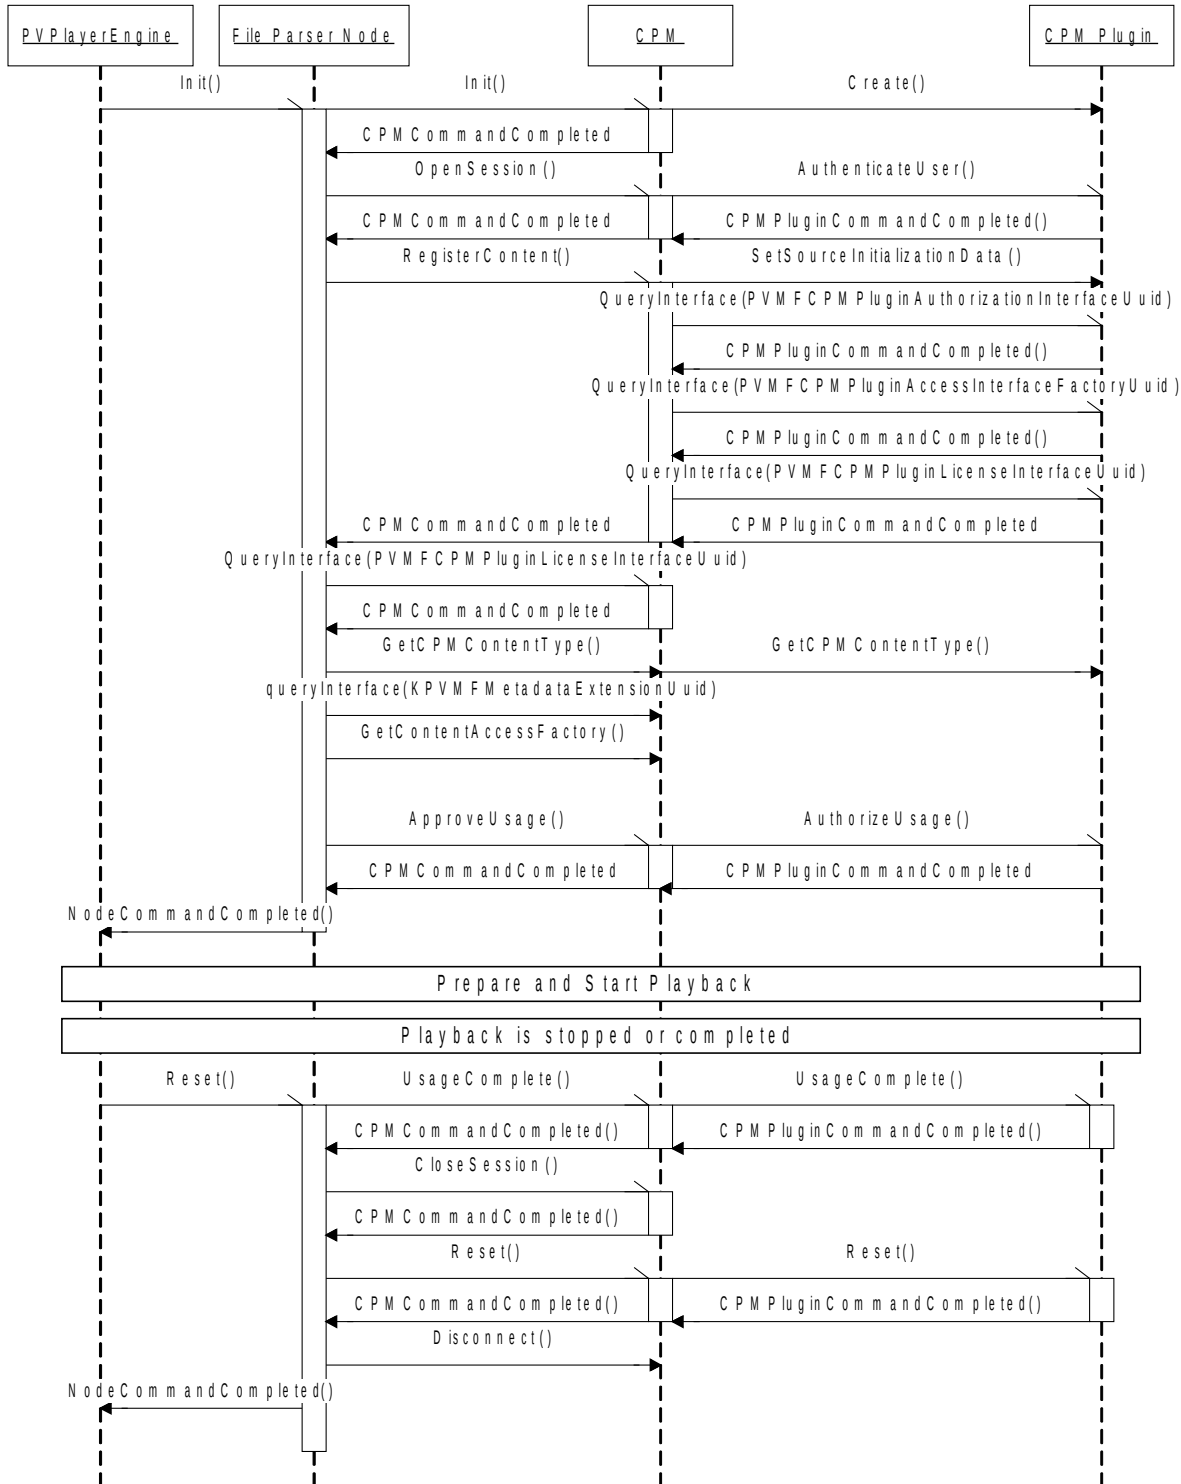 PVPlayerEngine File Parser Node CPM CPM Plugin
Init() Init() Create()
CPMCommandCompleted
OpenSession() AuthenticateUser()
CPMCommandCompleted CPMPluginCommandCompleted()
RegisterContent() SetSourceInitializationData()
QueryInterface(PVMFCPMPluginAuthorizationInterfaceUuid)
CPMPluginCommandCompleted()
QueryInterface(PVMFCPMPluginAccessInterfaceFactoryUuid)
CPMPluginCommandCompleted()
QueryInterface(PVMFCPMPluginLicenseInterfaceUuid)
CPMCommandCompleted CPMPluginCommandCompleted
QueryInterface(PVMFCPMPluginLicenseInterfaceUuid)
CPMCommandCompleted
GetCPMContentType() GetCPMContentType()
queryInterface(KPVMFMetadataExtensionUuid)
GetContentAccessFactory()
ApproveUsage() AuthorizeUsage()
CPMCommandCompleted CPMPluginCommandCompleted
NodeCommandCompleted()
Prepare and Start Playback
Playback is stopped or completed
Reset() UsageComplete() UsageComplete()
CPMCommandCompleted() CPMPluginCommandCompleted()
CloseSession()
CPMCommandCompleted()
Reset() Reset()
CPMCommandCompleted() CPMPluginCommandCompleted()
Disconnect()
NodeCommandCompleted()